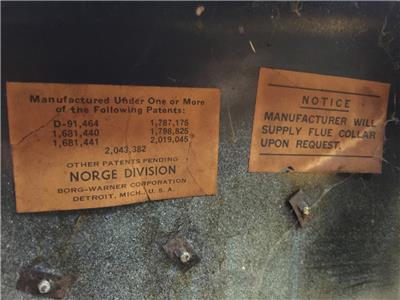 Manufactured Under One or More
of the Following Patents:
D-91,464 1,787,175
1,681,440 1,798,825
1,681,441 2,019,045
2,043,382
OTHER PATENTS PENDING
NORGE DIVISION
BORG-WARNER CORPORATION
DETROIT, MICH., U. S. A.
NOTICE
MANUFACTURER WILL
SUPPLY FLUE COLLAR
UPON REQUEST.